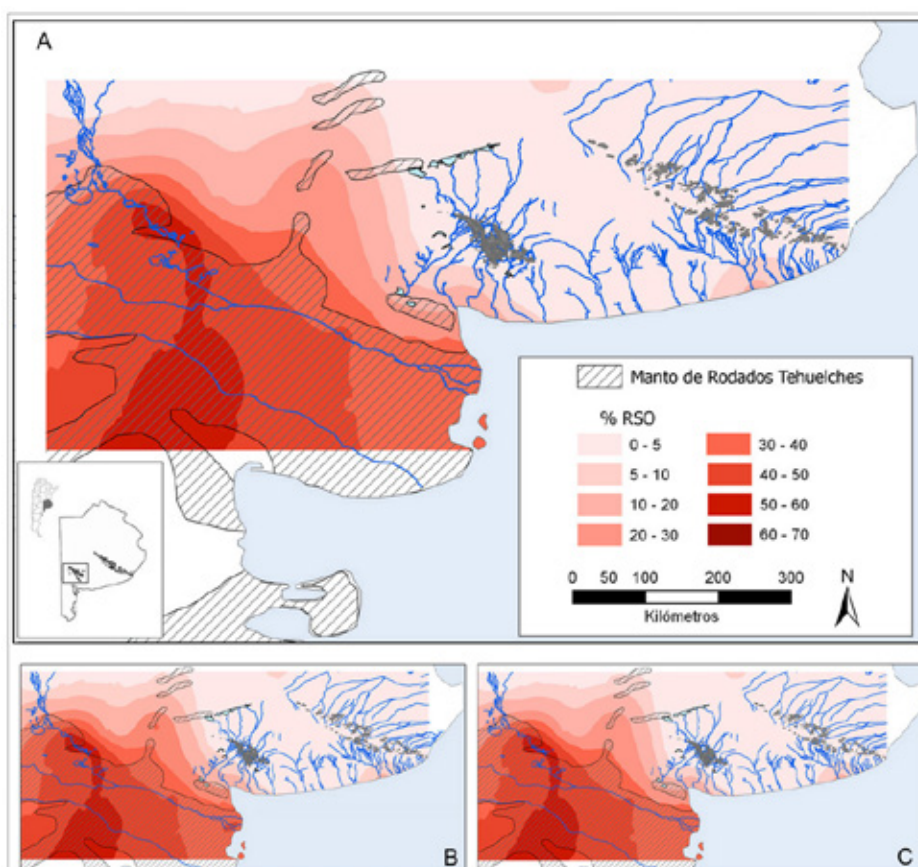 A
Manto de Rodados Tehuelches
% RSO
0 - 5
5 - 10
10 - 20
20 - 30
30 - 40
40 - 50
50 - 60
60 - 70
0 50 100 200 300
Kilómetros
N
B
C